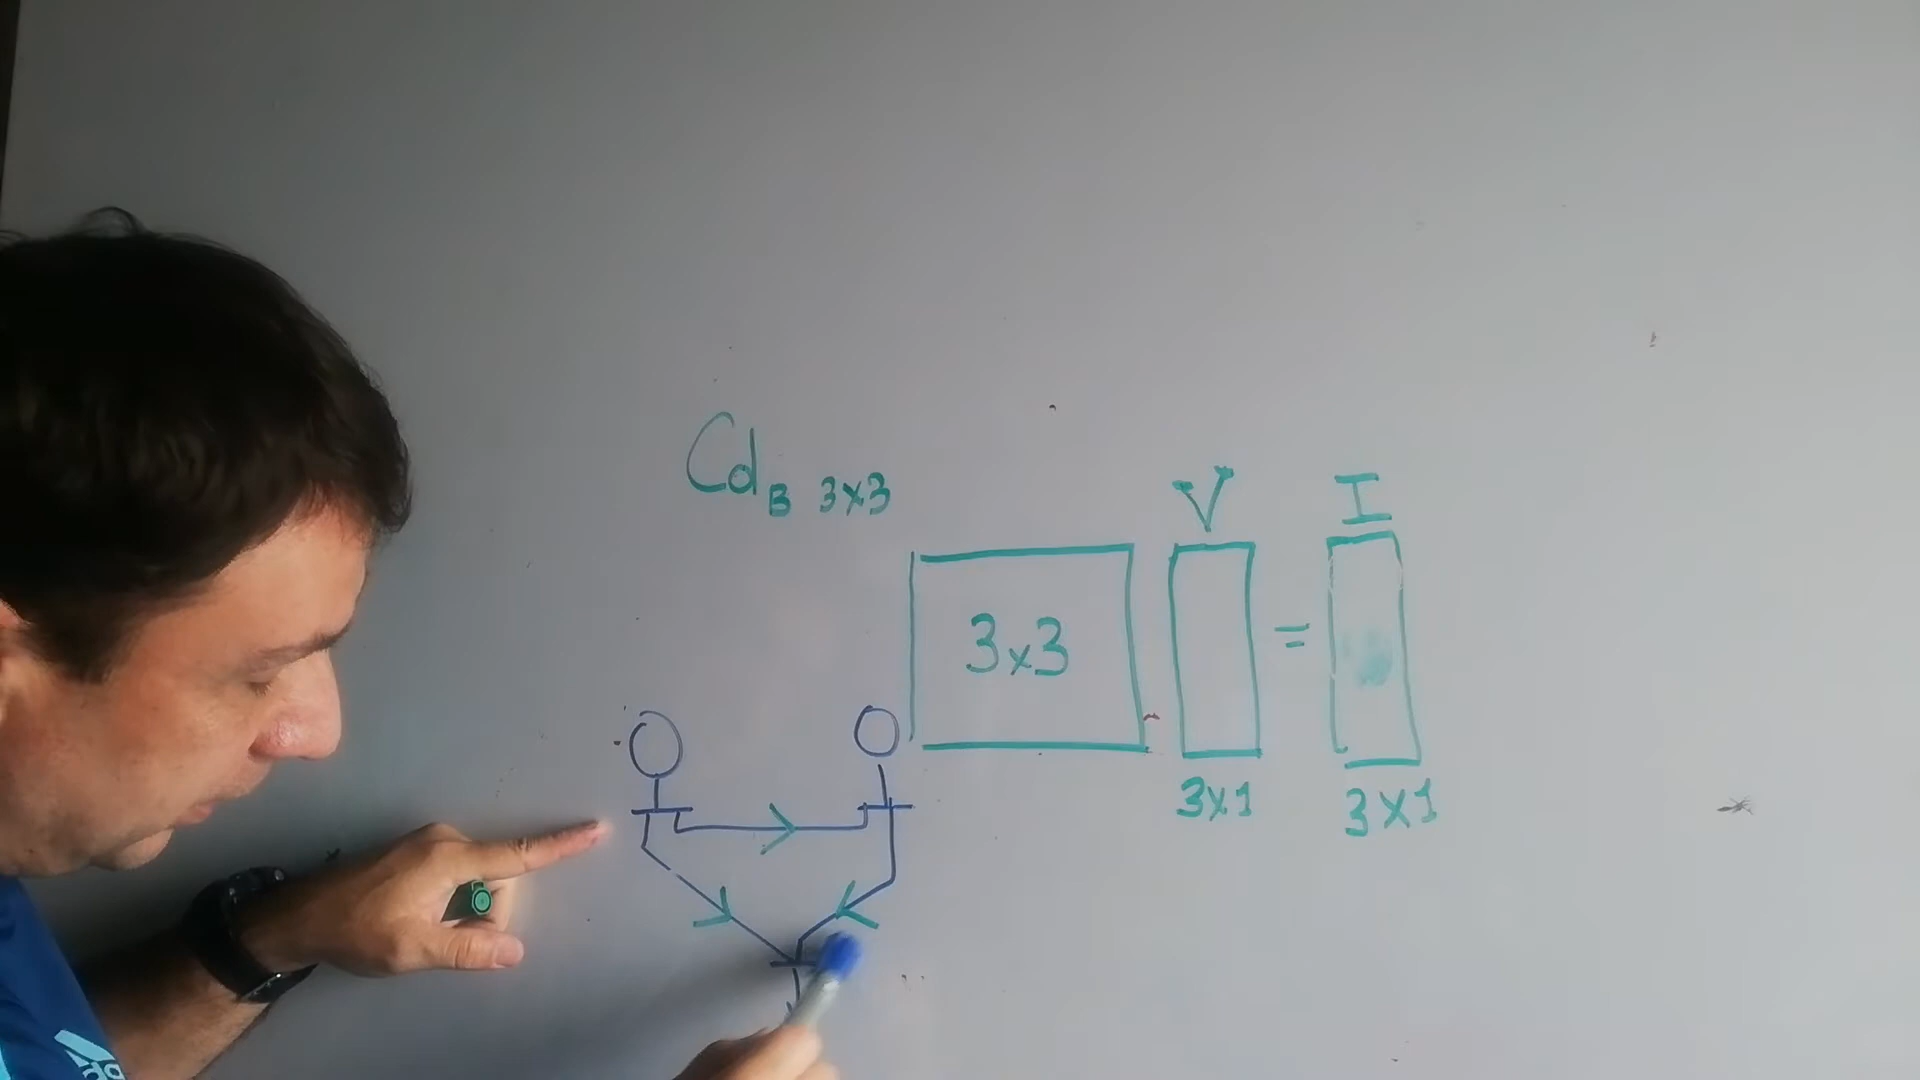 Cd B 3x3
V
I
3x3
=
3x1
3x1